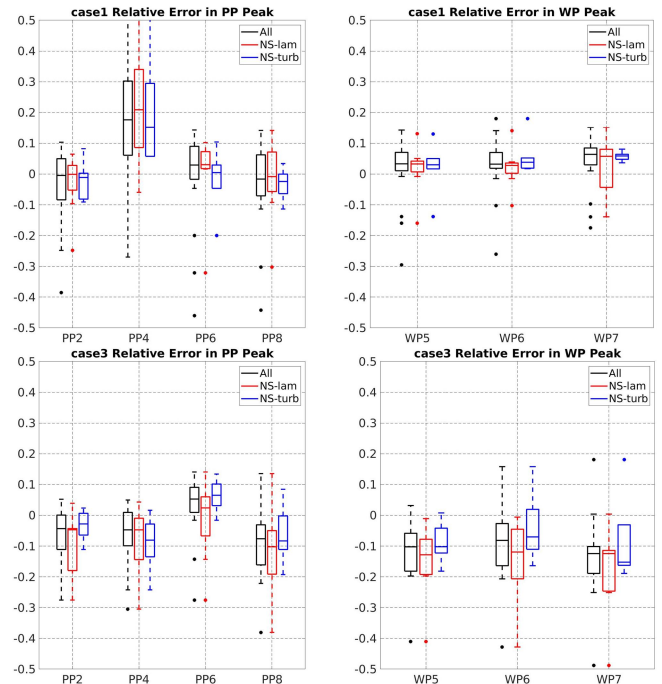 case1 Relative Error in PP Peak
0.5
0.4
0.3
0.2
0.1
0
-0.1
-0.2
-0.3
-0.4
-0.5
PP2 PP4 PP6 PP8
All
NS-lam
NS-turb
case1 Relative Error in WP Peak
0.5
0.4
0.3
0.2
0.1
0
-0.1
-0.2
-0.3
-0.4
-0.5
WP5 WP6 WP7
All
NS-lam
NS-turb
case3 Relative Error in PP Peak
0.5
0.4
0.3
0.2
0.1
0
-0.1
-0.2
-0.3
-0.4
-0.5
PP2 PP4 PP6 PP8
All
NS-lam
NS-turb
case3 Relative Error in WP Peak
0.5
0.4
0.3
0.2
0.1
0
-0.1
-0.2
-0.3
-0.4
-0.5
WP5 WP6 WP7
All
NS-lam
NS-turb